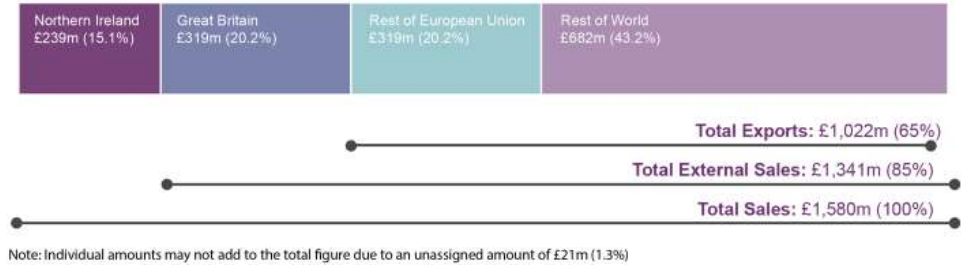 Northern Ireland
£239m (15.1%)
Great Britain
£319m (20.2%)
Rest of European Union
£319m (20.2%)
Rest of World
£682m (43.2%)
Total Exports: £1,022m (65%)
Total External Sales: £1,341m (85%)
Total Sales: £1,580m (100%)
Note: Individual amounts may not add to the total figure due to an unassigned amount of £21m (1.3%)